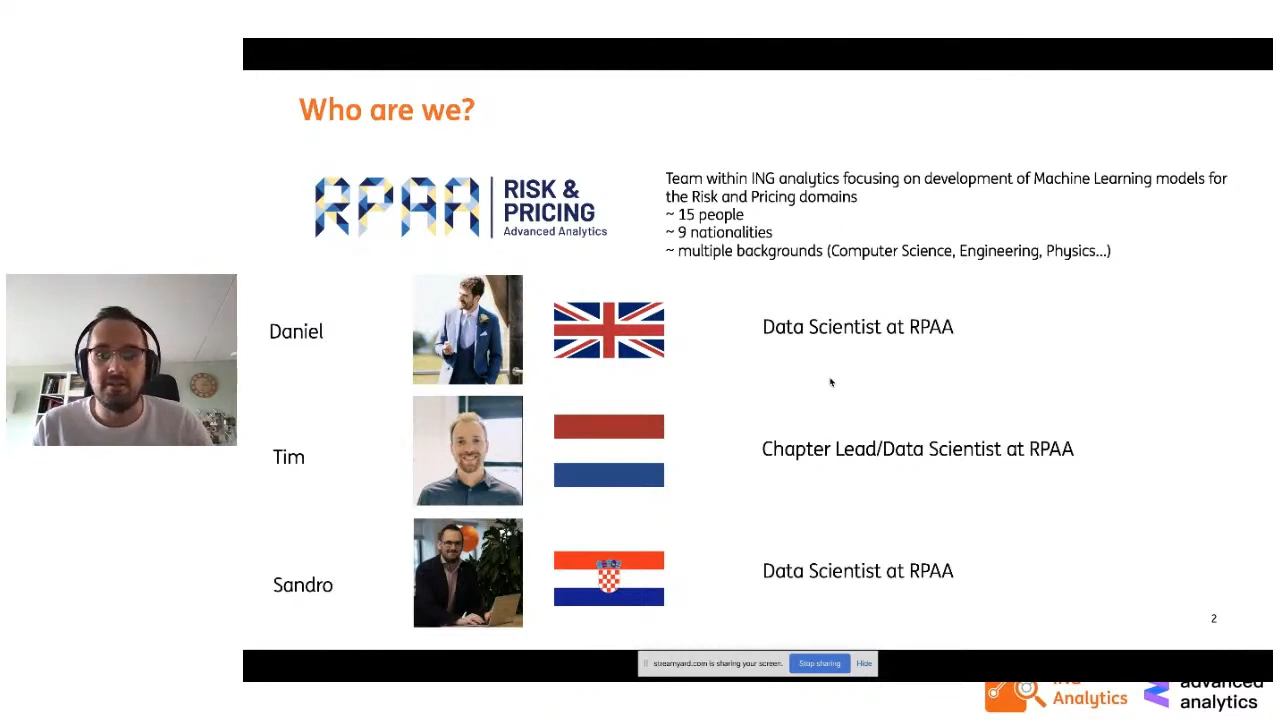 Who are we?
RPAA
RISK &
PRICING
Advanced Analytics
Team within ING analytics focusing on development of Machine Learning models for
the Risk and Pricing domains
~ 15 people
~ 9 nationalities
~ multiple backgrounds (Computer Science, Engineering, Physics...)
Daniel
Data Scientist at RPAA
Tim
Chapter Lead/Data Scientist at RPAA
Sandro
Data Scientist at RPAA
2
streamyard.com is sharing your screen.
Stop sharing
Hide
ING
Analytics
advanced
analytics